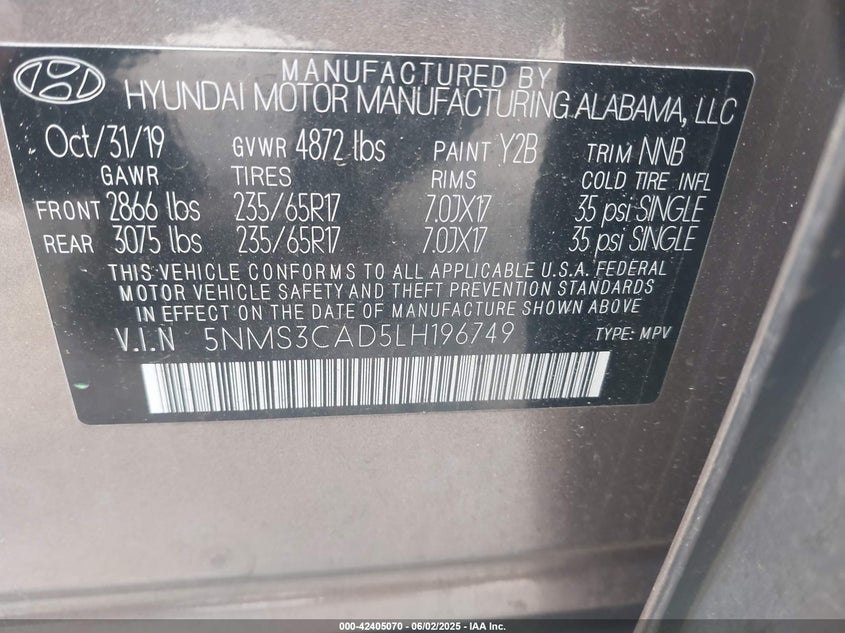 MANUFACTURED BY
HYUNDAI MOTOR MANUFACTURING ALABAMA, LLC
Oct/31/19 GVWR 4872 lbs PAINT Y2B TRIM NNB
GAWR TIRES RIMS COLD TIRE INFL
FRONT 2866 lbs 235/65R17 7.0JX17 35 psi SINGLE
REAR 3075 lbs 235/65R17 7.0JX17 35 psi SINGLE
THIS VEHICLE CONFORMS TO ALL APPLICABLE U.S.A. FEDERAL
MOTOR VEHICLE SAFETY AND THEFT PREVENTION STANDARDS
IN EFFECT ON THE DATE OF MANUFACTURE SHOWN ABOVE
V.I.N 5NMS3CAD5LH196749 TYPE: MPV
000-42405070 - 06/02/2025 - IAA Inc.